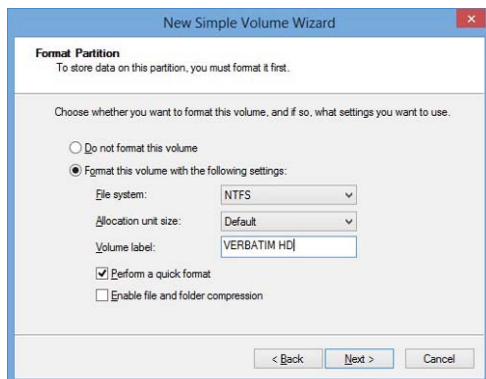 New Simple Volume Wizard
Format Partition
To store data on this partition, you must format it first.
Choose whether you want to format this volume, and if so, what settings you want to use.
Do not format this volume
Format this volume with the following settings:
File system: NTFS
Allocation unit size: Default
Volume label: VERBATIM HD
Perform a quick format
Enable file and folder compression
< Back Next > Cancel